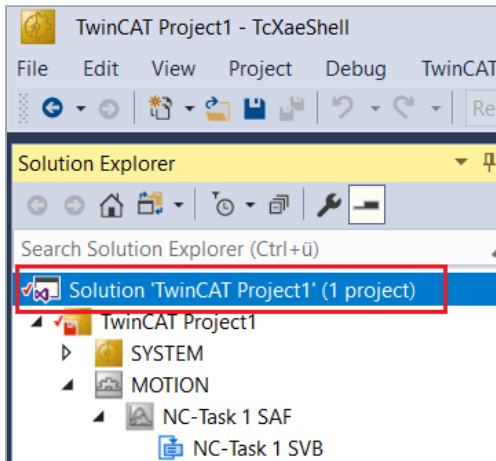 TwinCAT Project1 - TcXaeShell
File Edit View Project Debug TwinCAT
Re
Solution Explorer
Search Solution Explorer (Ctrl+ü)
Solution 'TwinCAT Project1' (1 project)
TwinCAT Project1
SYSTEM
MOTION
NC-Task 1 SAF
NC-Task 1 SVB